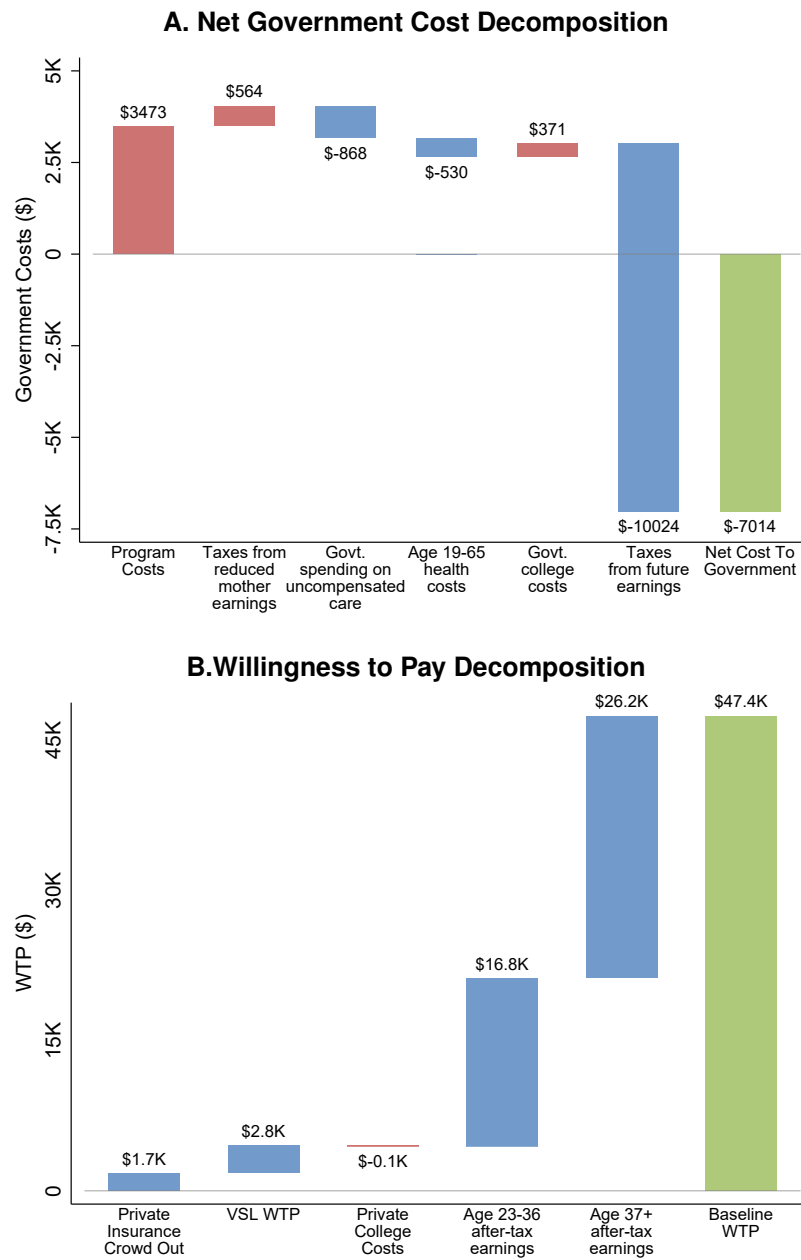 A. Net Government Cost Decomposition
Government Costs ($)
5K
2.5K
0
-2.5K
-5K
-7.5K
$3473
$564
$-868
$-530
$371
$-10024
$-7014
Program
Costs
Taxes from
reduced
mother
earnings
Govt.
spending on
uncompensated
care
Age 19-65
health
costs
Govt.
college
costs
Taxes
from future
earnings
Net Cost To
Government
B.Willingness to Pay Decomposition
WTP ($)
45K
30K
15K
0
$1.7K
$2.8K
$-0.1K
$16.8K
$26.2K
$47.4K
Private
Insurance
Crowd Out
VSL WTP
Private
College
Costs
Age 23-36
after-tax
earnings
Age 37+
after-tax
earnings
Baseline
WTP